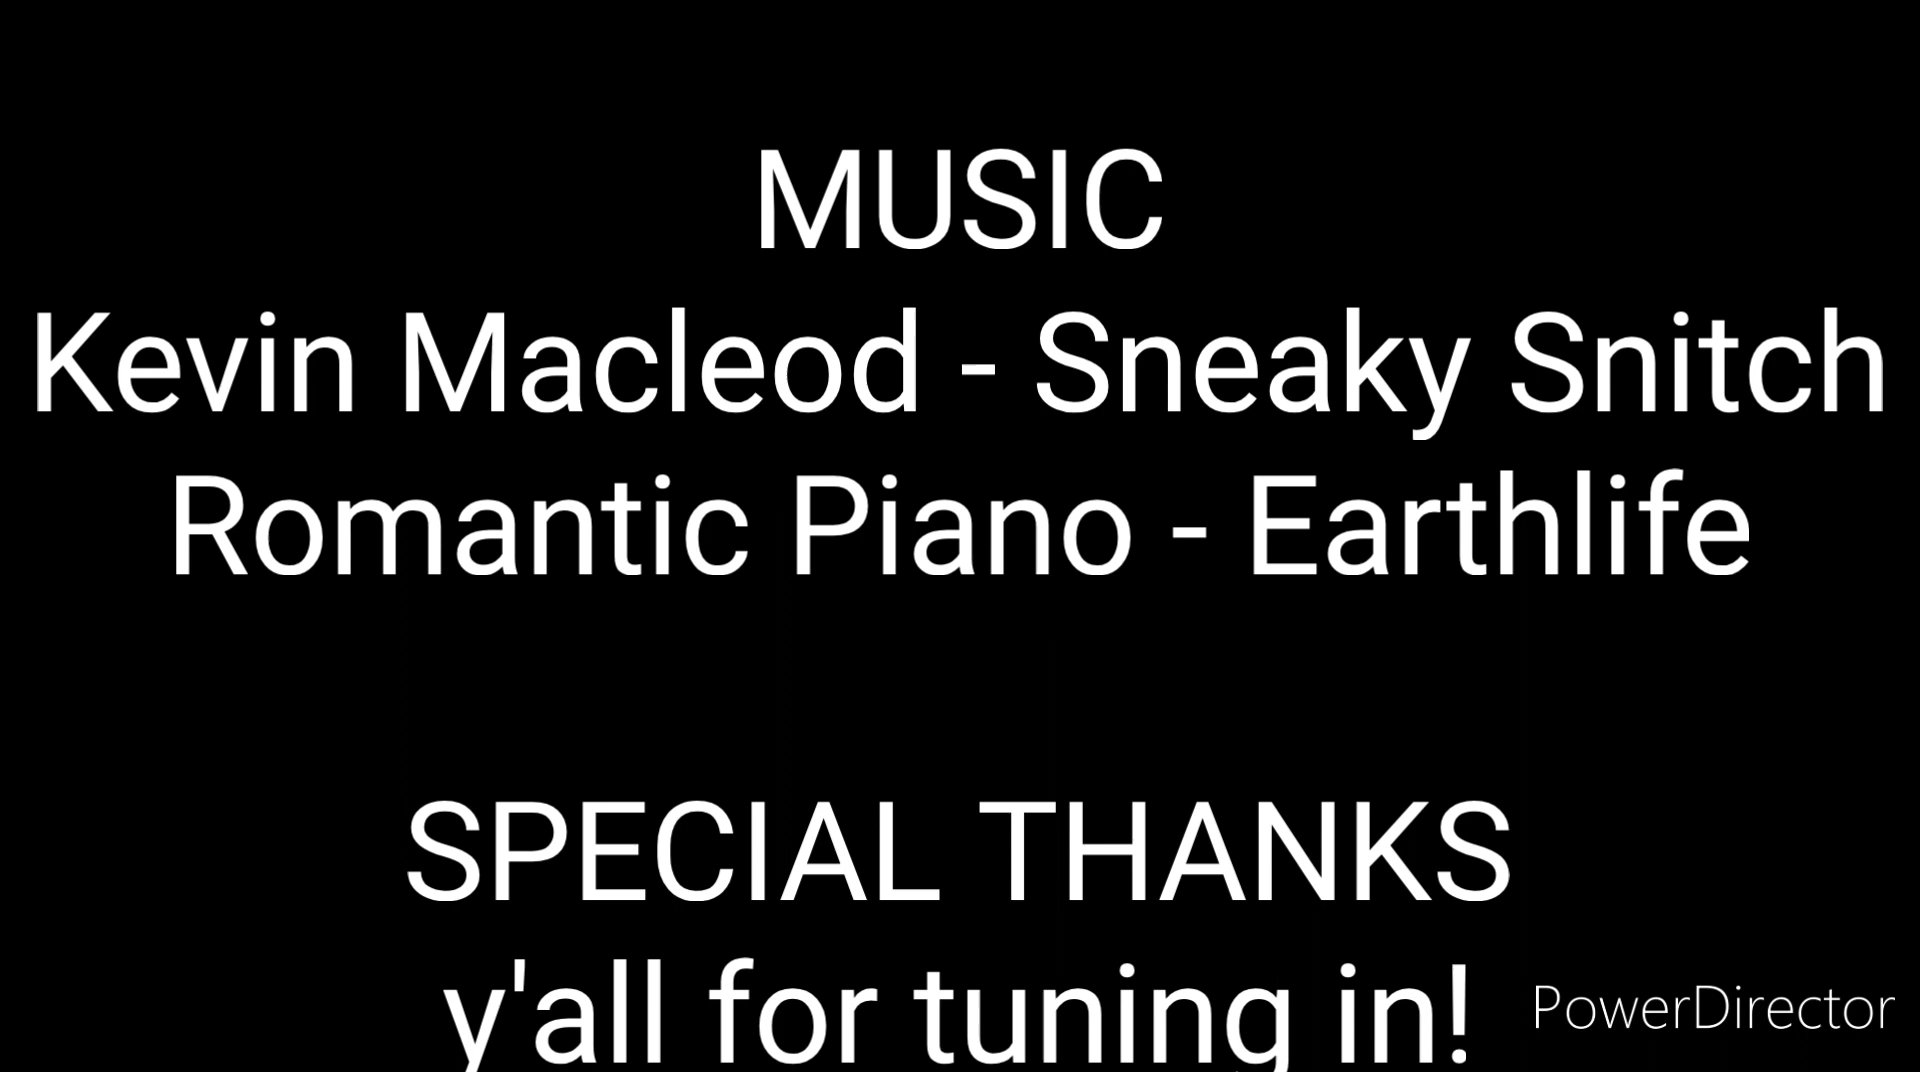 MUSIC
Kevin Macleod - Sneaky Snitch
Romantic Piano - Earthlife
SPECIAL THANKS
y'all for tuning in!
PowerDirector